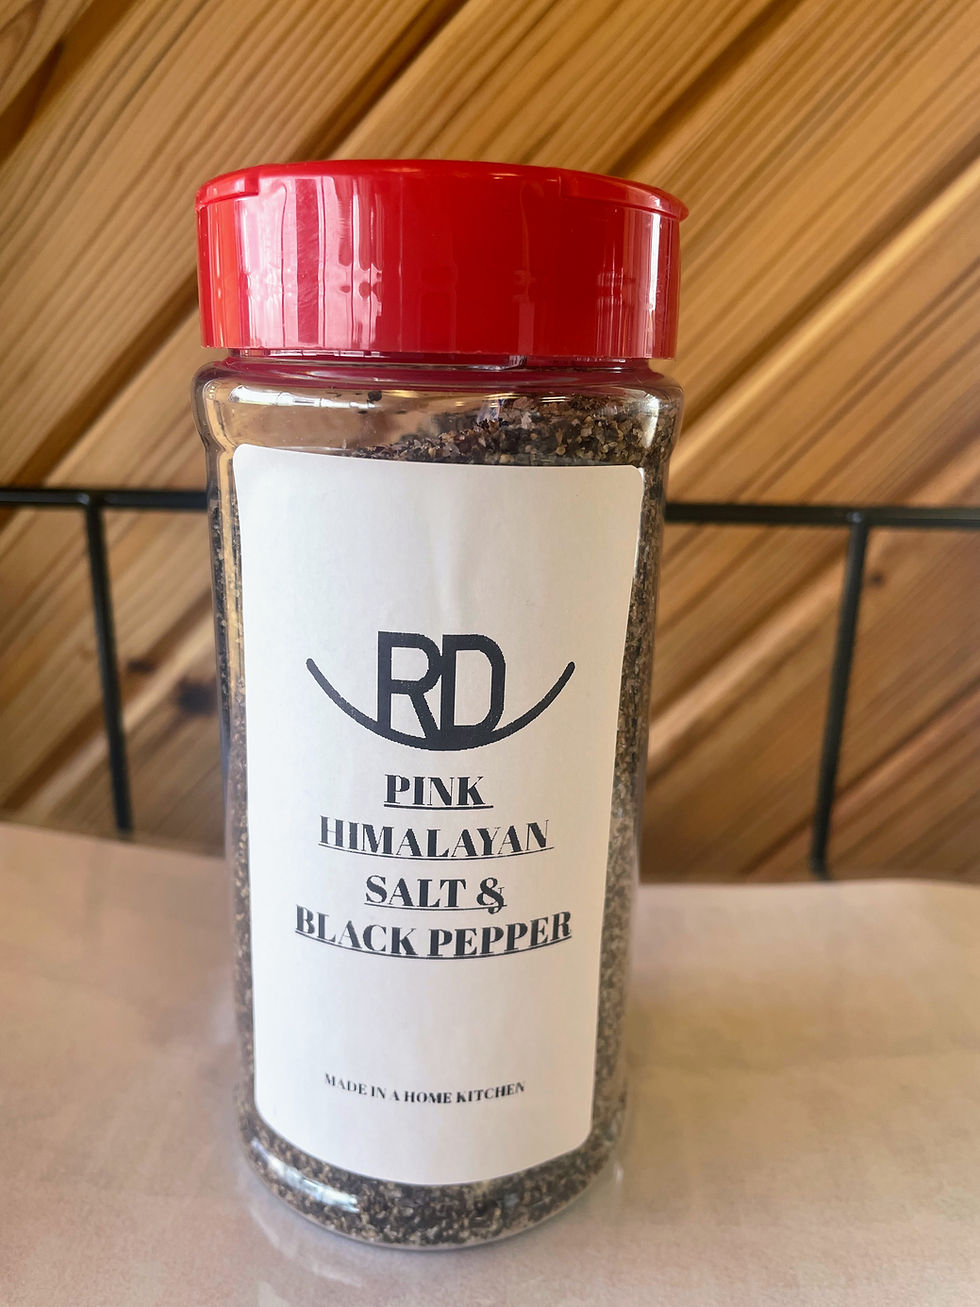 RD
PINK
HIMALAYAN
SALT &
BLACK PEPPER
MADE IN A HOME KITCHEN